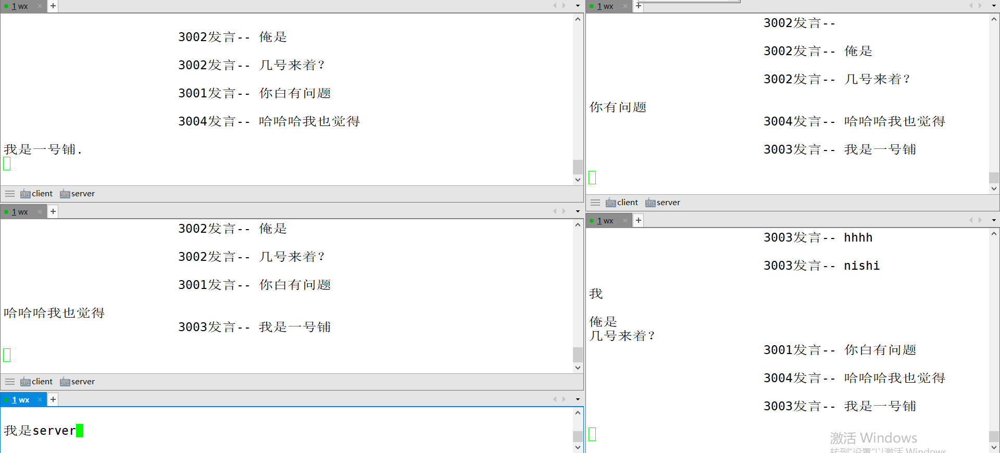 1 wx × +
3002发言-- 俺是
3002发言-- 几号来着？
3001发言-- 你白有问题
3004发言-- 哈哈哈我也觉得
我是一号铺.
client server
1 wx × +
3002发言-- 俺是
3002发言-- 几号来着？
3001发言-- 你白有问题
哈哈哈我也觉得
3003发言-- 我是一号铺
client server
1 wx × +
我是server
1 wx × +
3002发言--
3002发言-- 俺是
3002发言-- 几号来着？
你有问题
3004发言-- 哈哈哈我也觉得
3003发言-- 我是一号铺
client server
1 wx × +
3003发言-- hhhh
3003发言-- nishi
我
俺是
几号来着？
3001发言-- 你白有问题
3004发言-- 哈哈哈我也觉得
3003发言-- 我是一号铺
激活 Windows
转到"设置"以激活 Windows